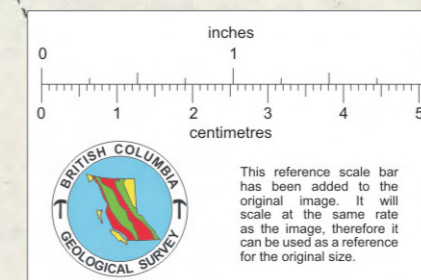 inches
0 1
0 1 2 3 4 5
centimetres
BRITISH COLUMBIA
GEOLOGICAL SURVEY
This reference scale bar
has been added to the
original image. It will
scale at the same rate
as the image, therefore it
can be used as a reference
for the original size.